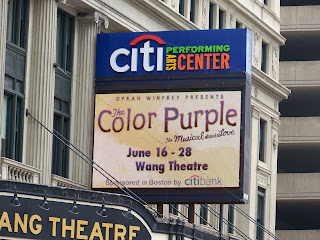 citi PERFORMING ARTS CENTER
OPRAH WINFREY PRESENTS
The Color Purple
The Musical About Love
June 16 - 28
Wang Theatre
Sponsored in Boston by citibank
WANG THEATRE